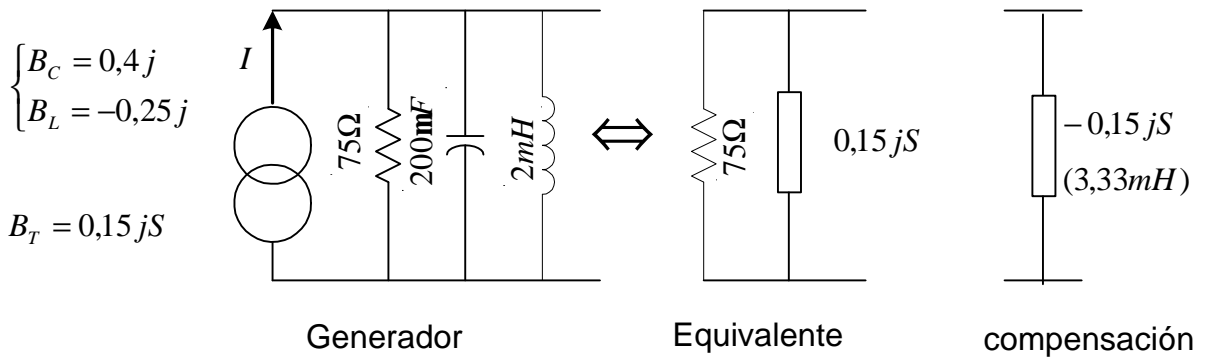 B_C = 0,4 j
B_L = −0,25 j
B_T = 0,15 jS
I
75Ω
200mF
2mH
75Ω
0,15 jS
− 0,15 jS
(3,33mH)
Generador
Equivalente
compensación